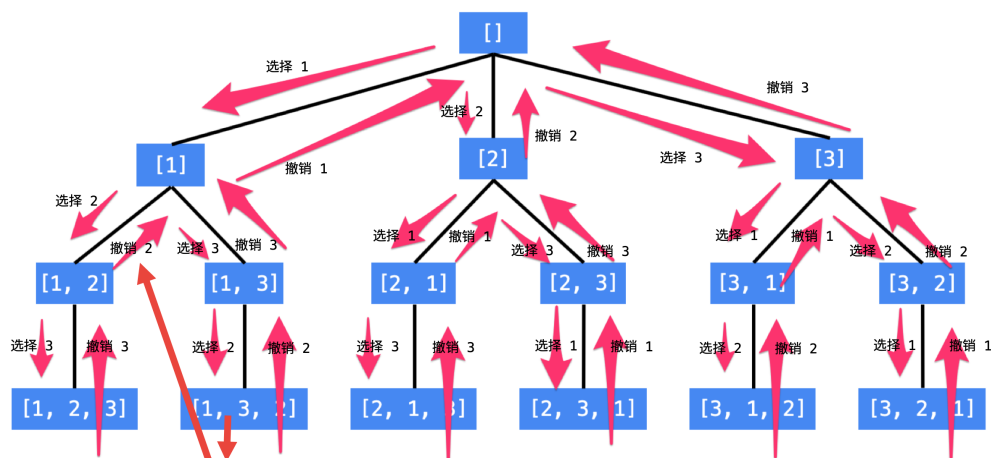 []
选择 1
撤销 3
选择 2
撤销 2
撤销 1
选择 3
[1]
[2]
[3]
选择 2
撤销 2
选择 3
撤销 3
选择 1
撤销 1
选择 3
撤销 3
选择 1
撤销 1
选择 2
撤销 2
[1, 2]
[1, 3]
[2, 1]
[2, 3]
[3, 1]
[3, 2]
选择 3
撤销 3
选择 2
撤销 2
选择 3
撤销 3
选择 1
撤销 1
选择 2
撤销 2
选择 1
撤销 1
[1, 2, 3]
[1, 3, 2]
[2, 1, 3]
[2, 3, 1]
[3, 1, 2]
[3, 2, 1]